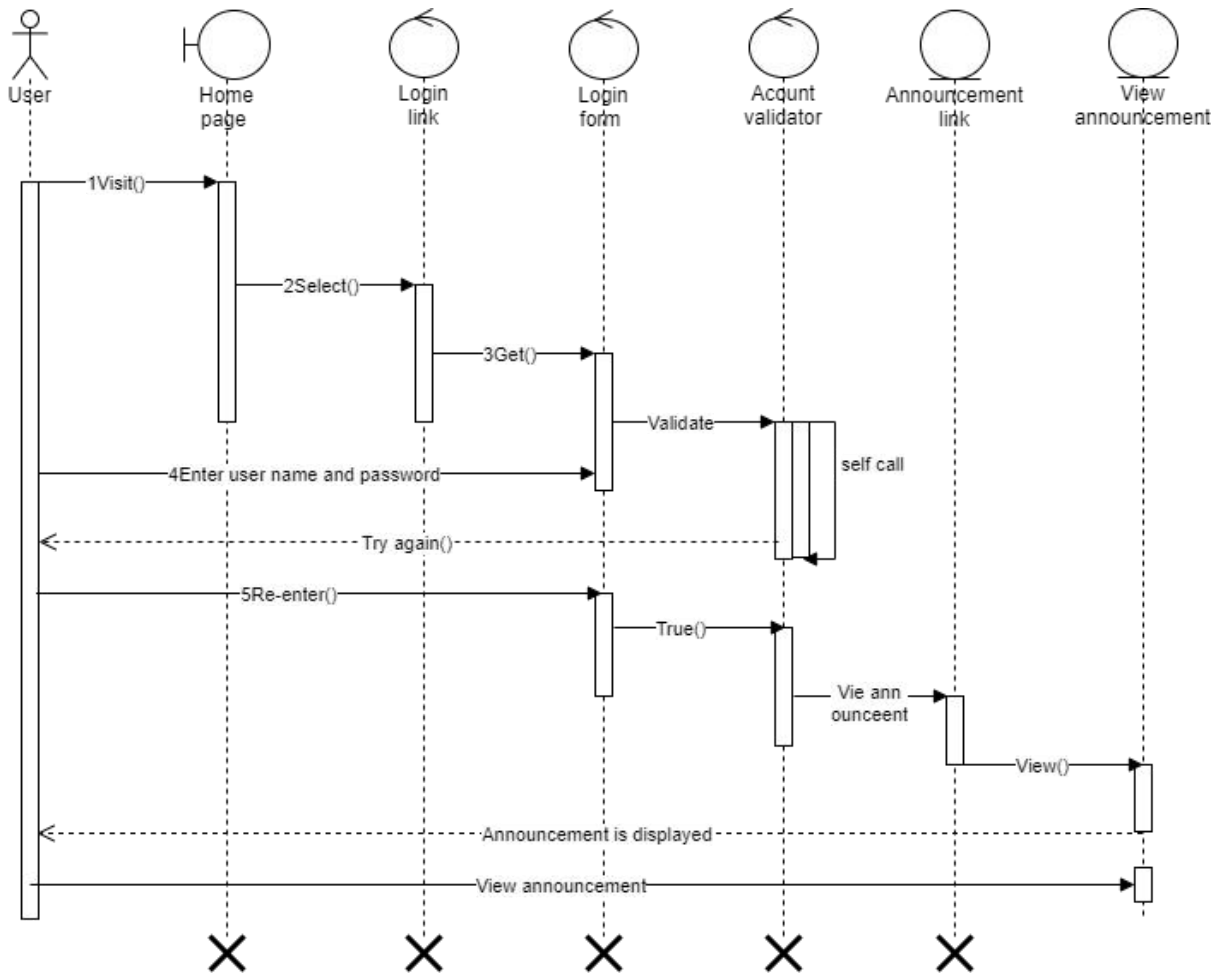 User
Home
page
Login
link
Login
form
Acount
validator
Announcement
link
View
announcement
1Visit()
2Select()
3Get()
Validate
self call
4Enter user name and password
Try again()
5Re-enter()
True()
Vie ann
ounceent
View()
Announcement is displayed
View announcement